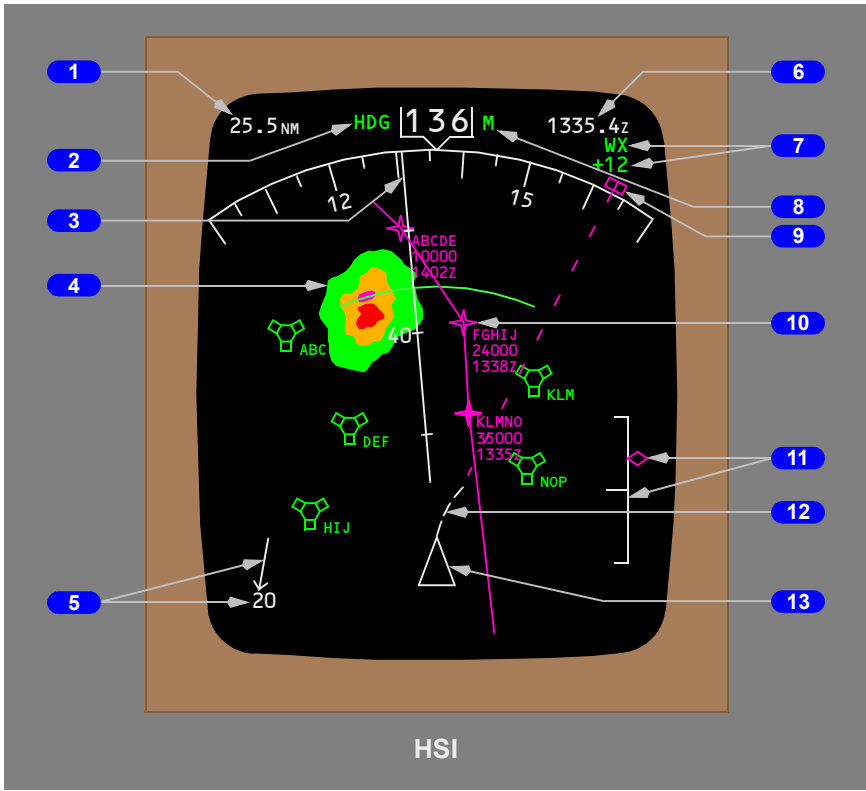 1
6
25.5 NM
HDG
136
M
1335.4Z
2
WX
7
+12
12
15
3
8
9
ABCDE
10000
1402Z
4
40
10
FGHIJ
24000
1338Z
ABC
KLM
KLMNO
35000
1335Z
DEF
11
NOP
12
HIJ
5
20
13
HSI